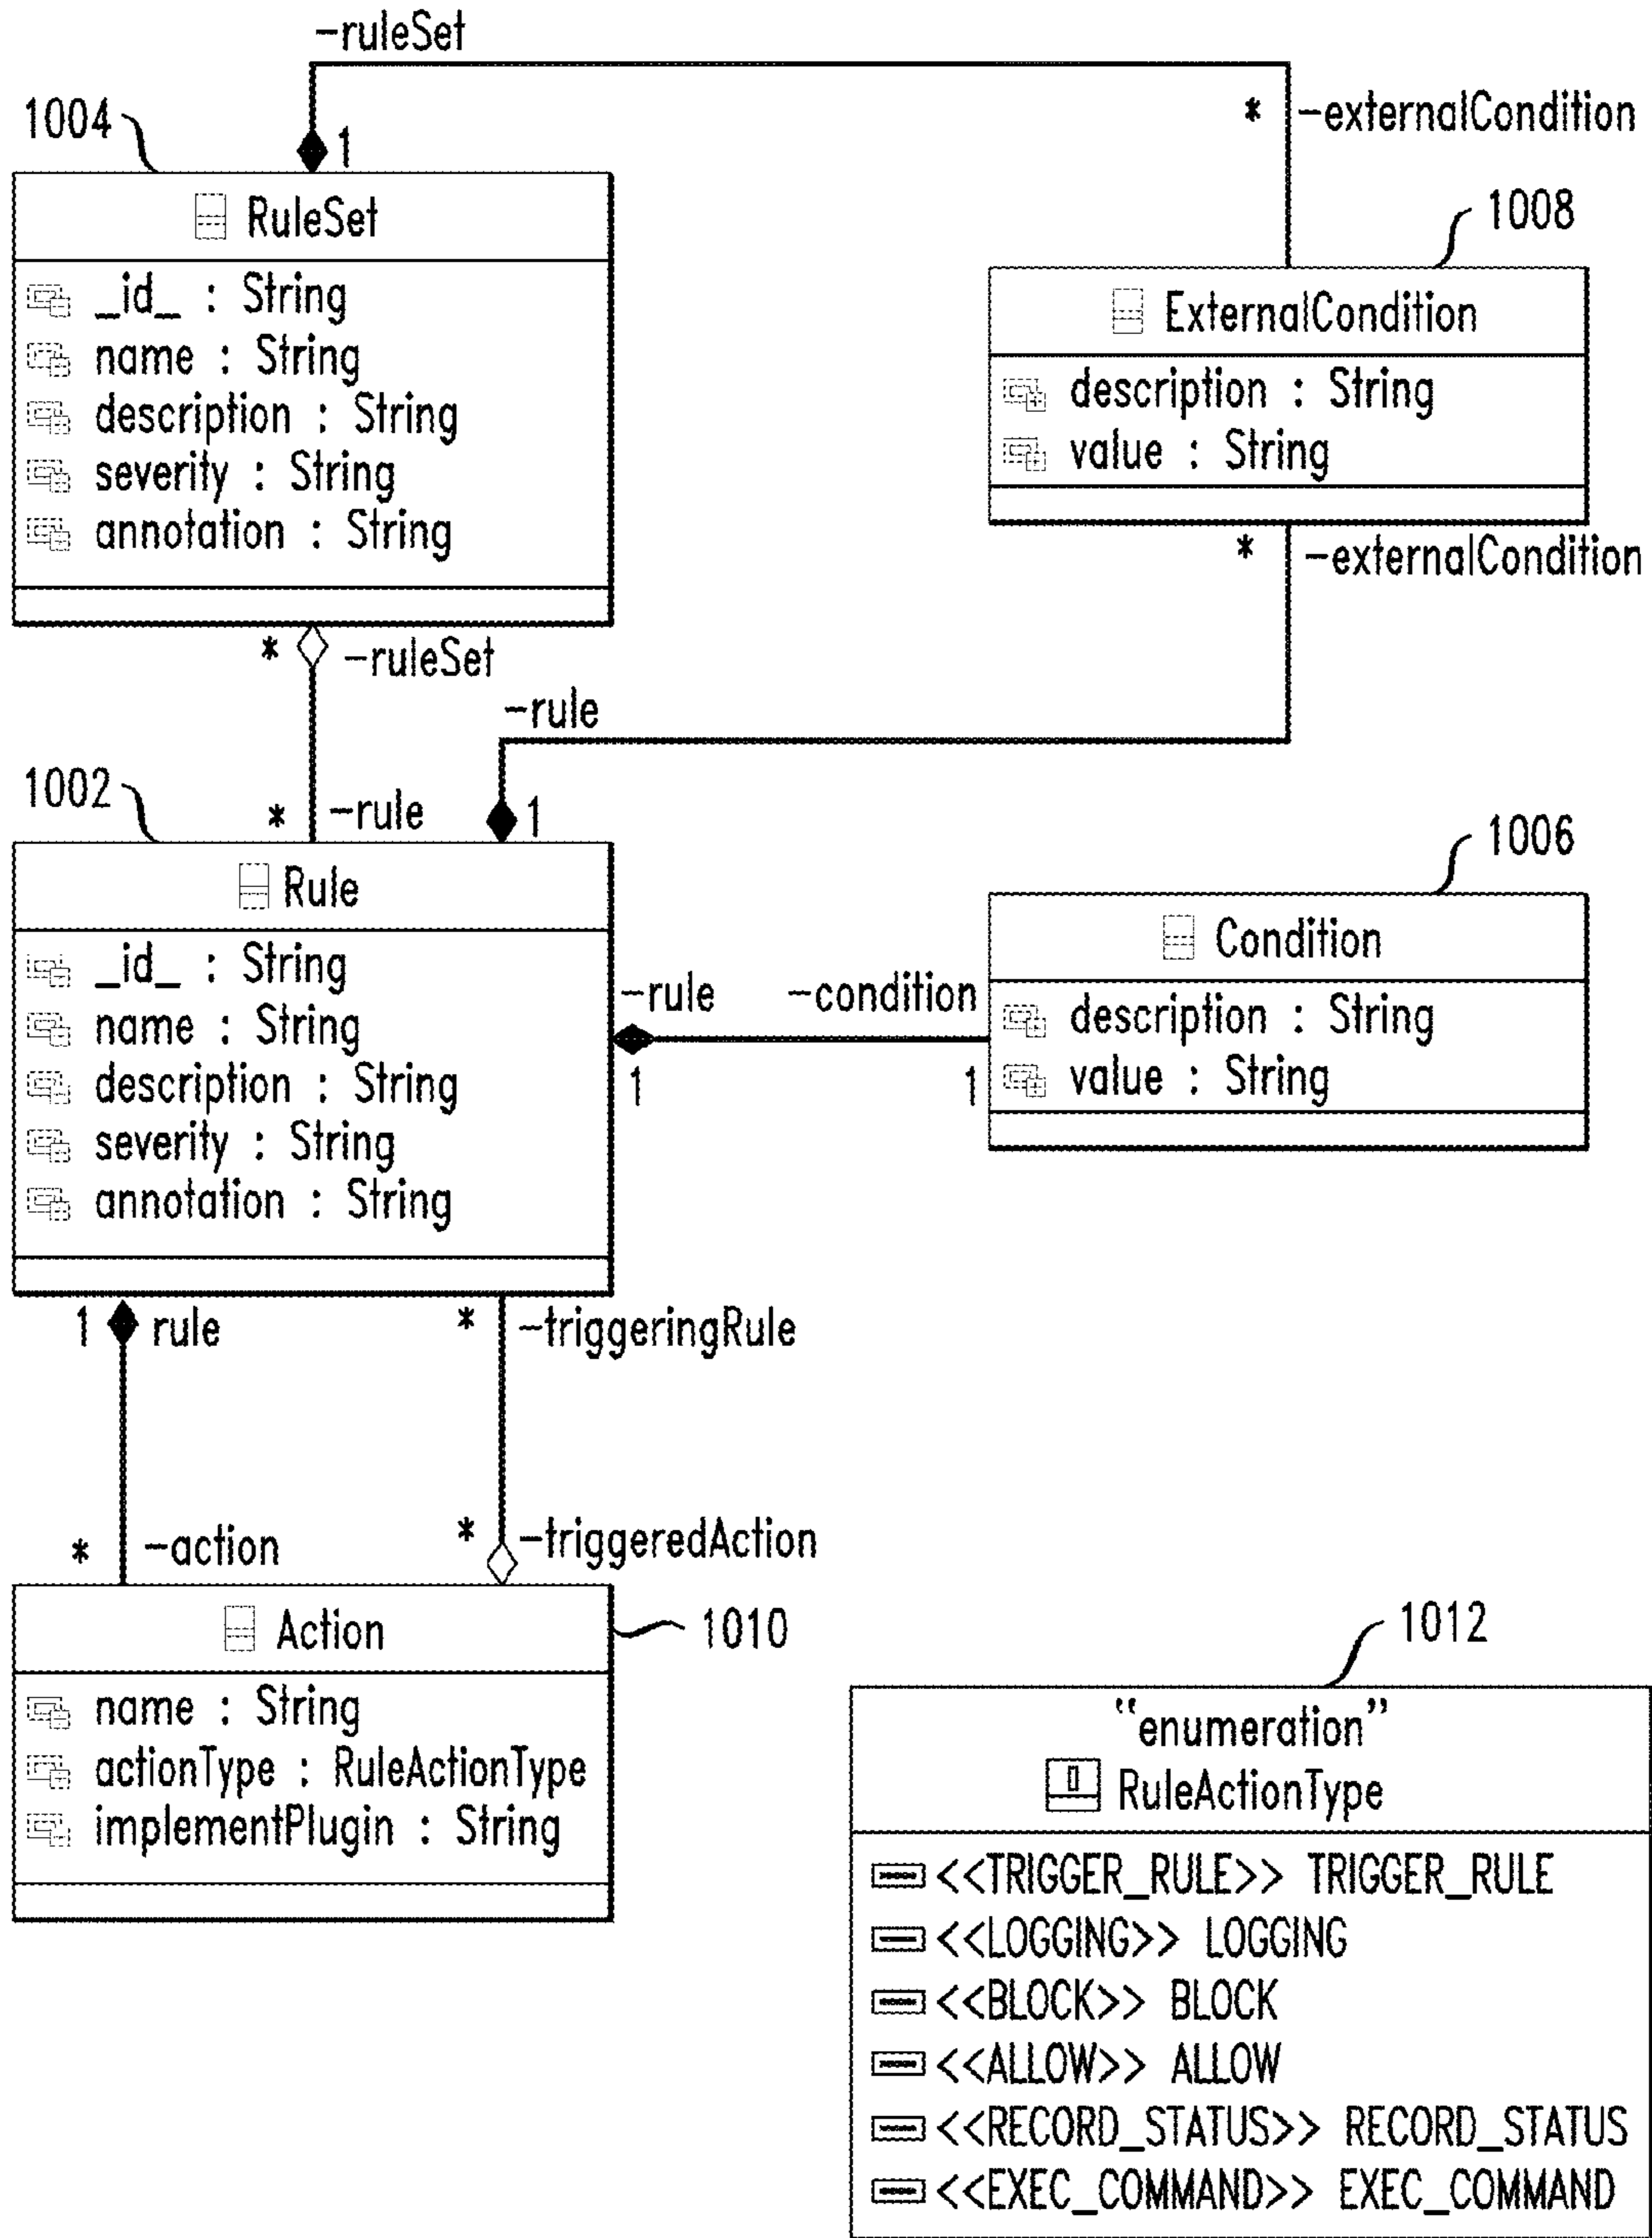 -ruleSet
1004
1
* -externalCondition
RuleSet
_id_ : String
name : String
description : String
severity : String
annotation : String
1008
ExternalCondition
description : String
value : String
* -ruleSet
* -externalCondition
-rule
1002
* -rule
1
Rule
_id_ : String
name : String
description : String
severity : String
annotation : String
-rule -condition
1 1
1006
Condition
description : String
value : String
1 rule
* -triggeringRule
* -action
* -triggeredAction
Action
1010
name : String
actionType : RuleActionType
implementPlugin : String
1012
“enumeration”
RuleActionType
<<TRIGGER_RULE>> TRIGGER_RULE
<<LOGGING>> LOGGING
<<BLOCK>> BLOCK
<<ALLOW>> ALLOW
<<RECORD_STATUS>> RECORD_STATUS
<<EXEC_COMMAND>> EXEC_COMMAND